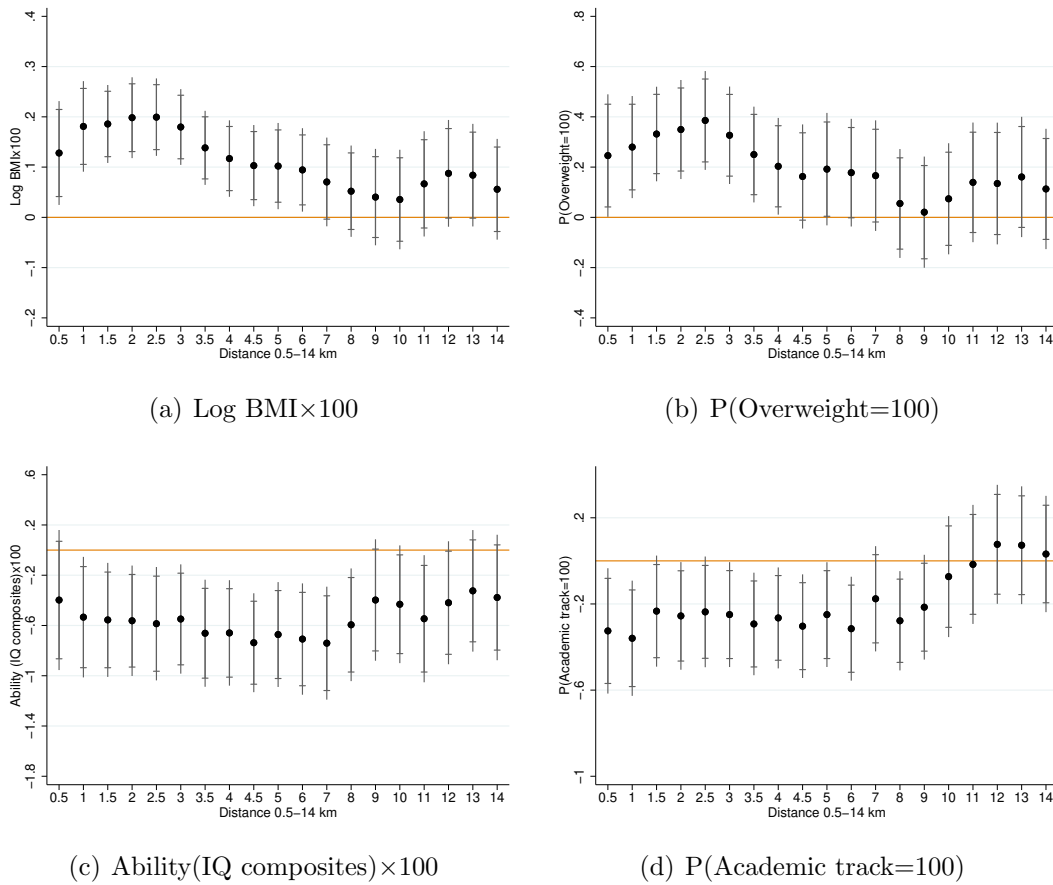 .4
.3
.2
.1
0
−.1
−.2
Log BMIx100
0.5 1 1.5 2 2.5 3 3.5 4 4.5 5 6 7 8 9 10 11 12 13 14
Distance 0.5−14 km
(a) Log BMI×100
.8
.6
.4
.2
0
−.2
−.4
P(Overweight=100)
0.5 1 1.5 2 2.5 3 3.5 4 4.5 5 6 7 8 9 10 11 12 13 14
Distance 0.5−14 km
(b) P(Overweight=100)
.6
.2
−.2
−.6
−1
−1.4
−1.8
Ability (IQ composites)x100
0.5 1 1.5 2 2.5 3 3.5 4 4.5 5 6 7 8 9 10 11 12 13 14
Distance 0.5−14 km
(c) Ability(IQ composites)×100
.2
−.2
−.6
−1
P(Academic track=100)
0.5 1 1.5 2 2.5 3 3.5 4 4.5 5 6 7 8 9 10 11 12 13 14
Distance 0.5−14 km
(d) P(Academic track=100)